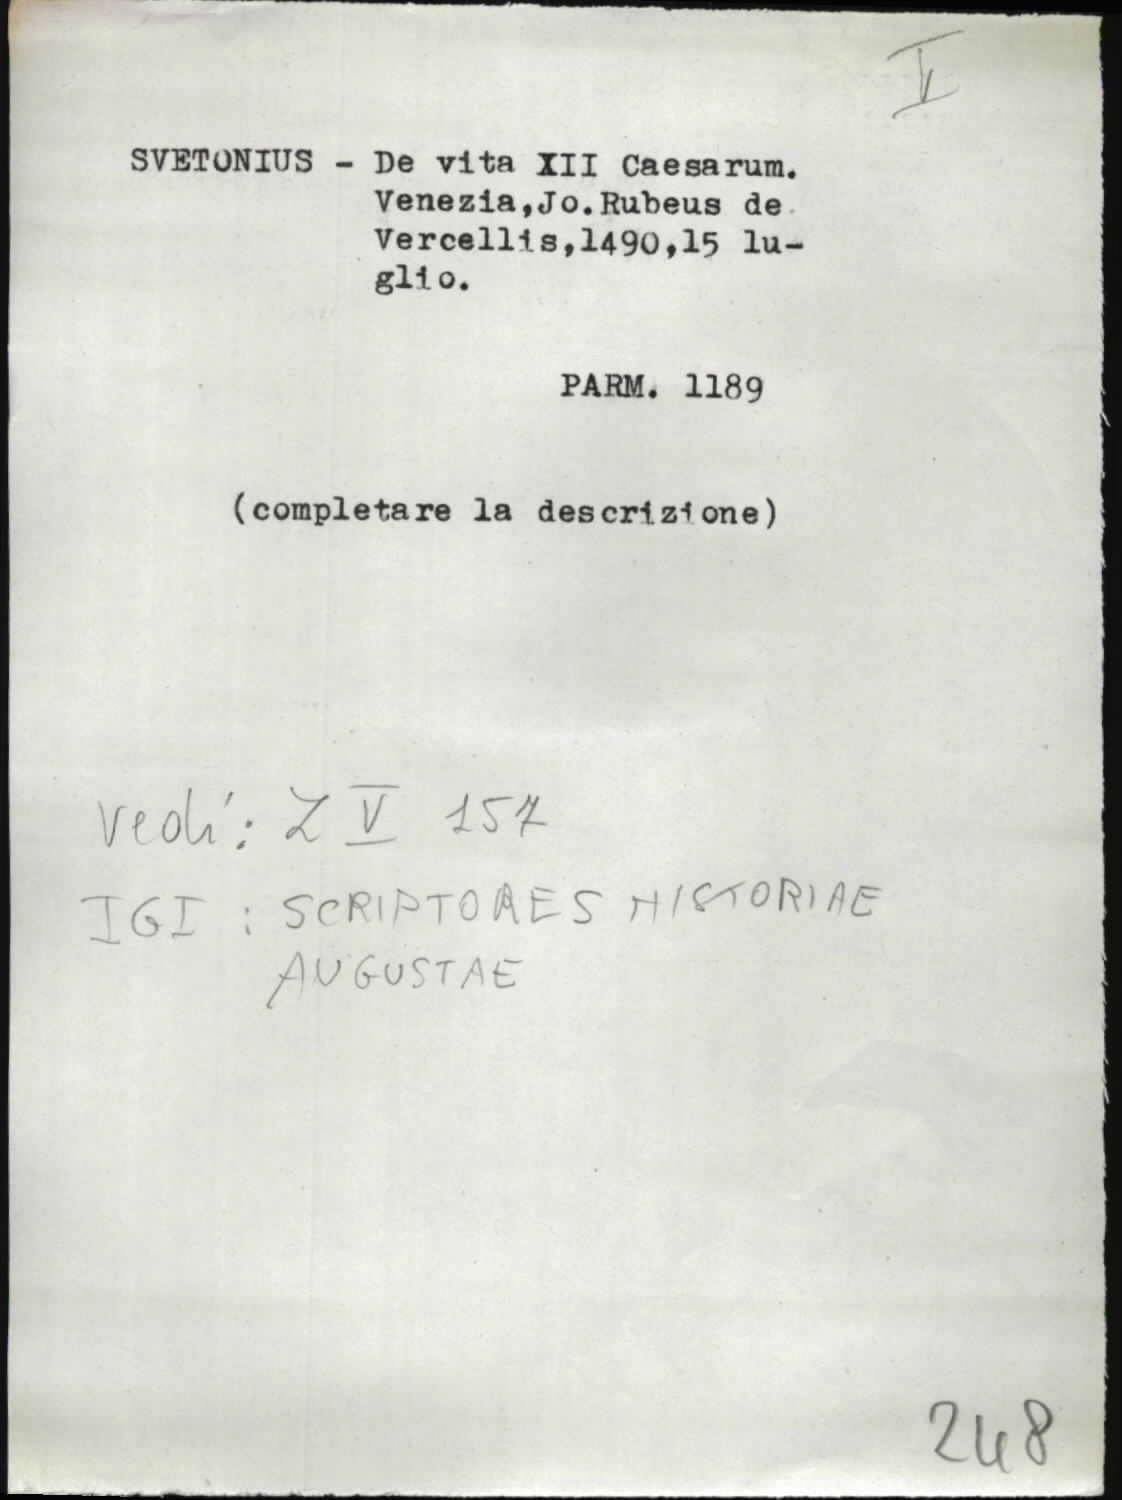 V
SVETONIUS - De vita XII Caesarum.
Venezia,Jo.Rubeus de
Vercellis,1490,15 lu-
glio.
PARM. 1189
(completare la descrizione)
vedi: Z V 157
IGI : SCRIPTORES HISTORIAE
AUGUSTAE
248